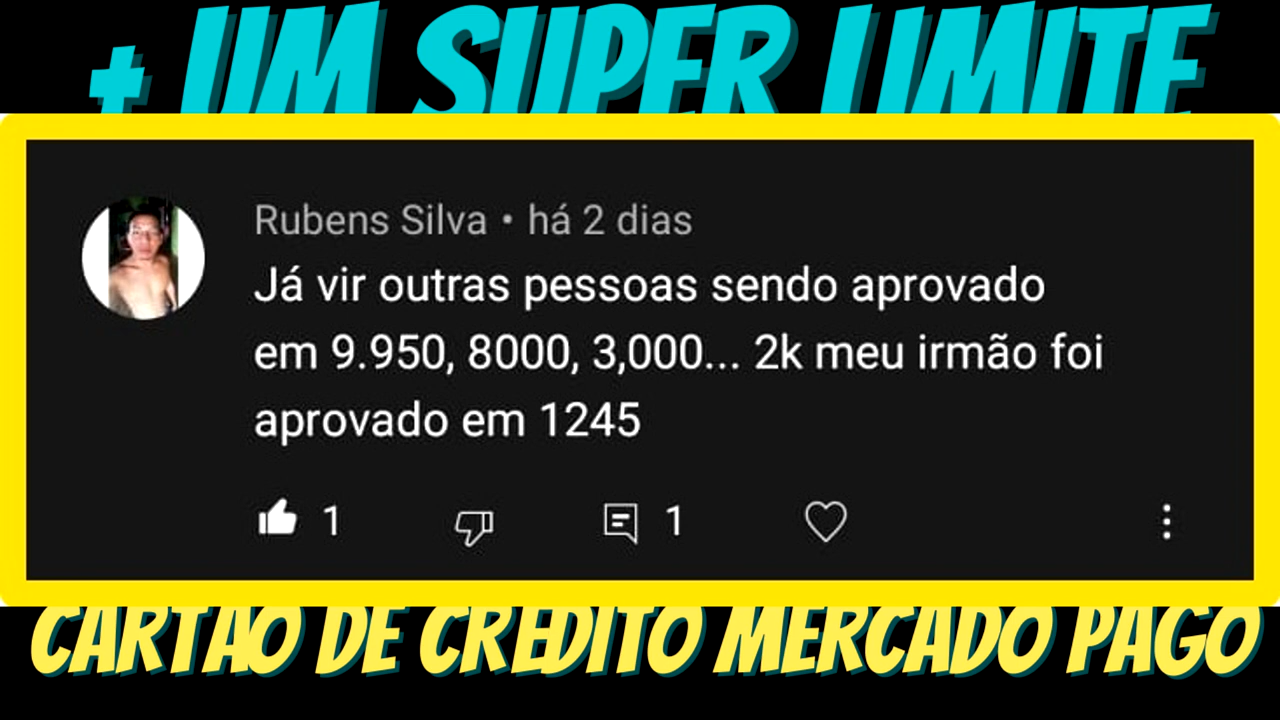 + UM SUPER LIMITE
Rubens Silva • há 2 dias
Já vir outras pessoas sendo aprovado
em 9.950, 8000, 3,000... 2k meu irmão foi
aprovado em 1245
1 1
CARTÃO DE CRÉDITO MERCADO PAGO